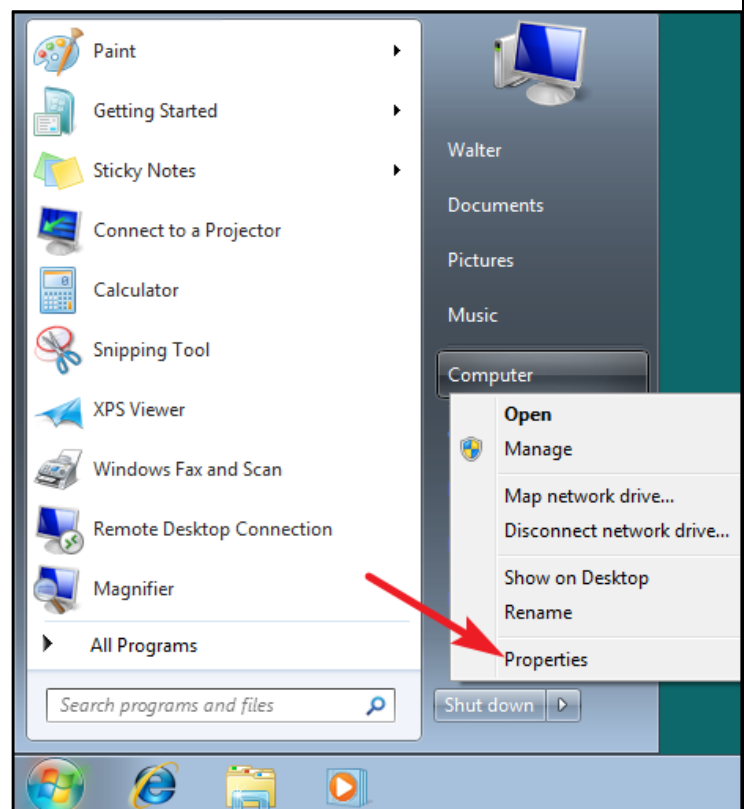 Paint
Getting Started
Sticky Notes
Connect to a Projector
Calculator
Snipping Tool
XPS Viewer
Windows Fax and Scan
Remote Desktop Connection
Magnifier
All Programs
Search programs and files
Walter
Documents
Pictures
Music
Computer
Open
Manage
Map network drive...
Disconnect network drive...
Show on Desktop
Rename
Properties
Shut down